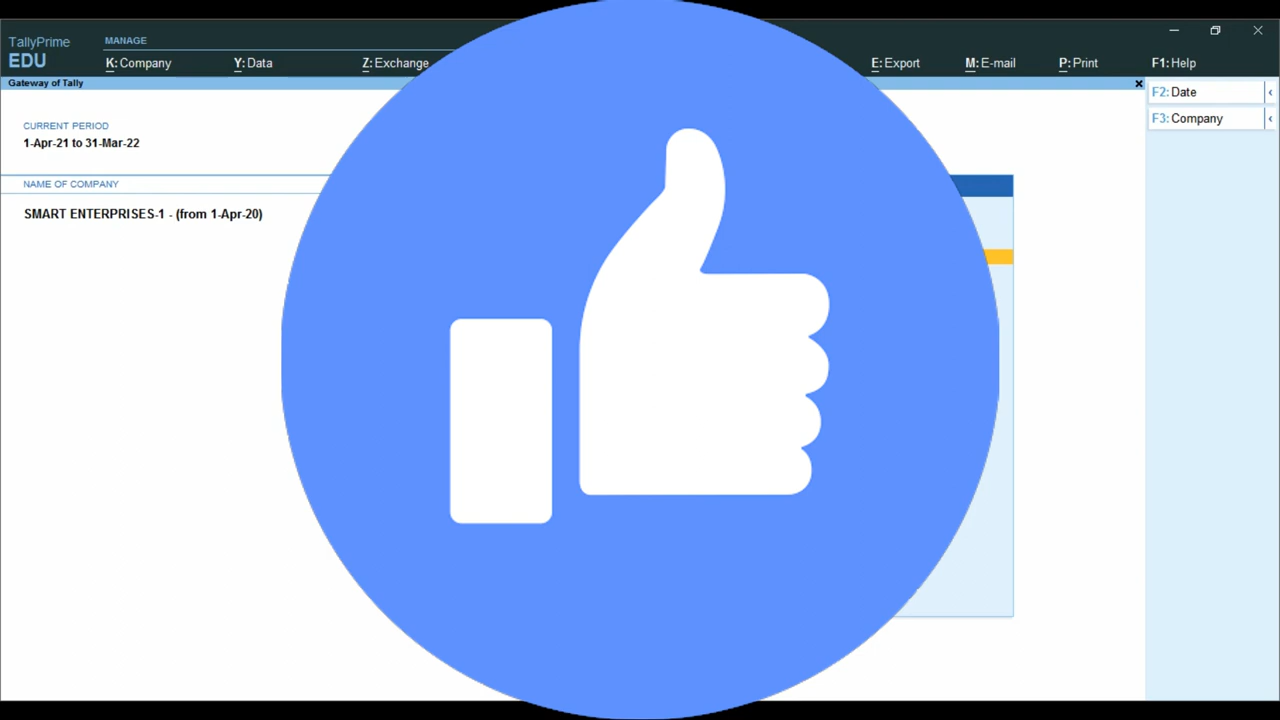 TallyPrime
EDU
MANAGE
K: Company
Y: Data
Z: Exchange
E: Export
M: E-mail
P: Print
F1: Help
Gateway of Tally
F2: Date
F3: Company
CURRENT PERIOD
1-Apr-21 to 31-Mar-22
NAME OF COMPANY
SMART ENTERPRISES-1 - (from 1-Apr-20)